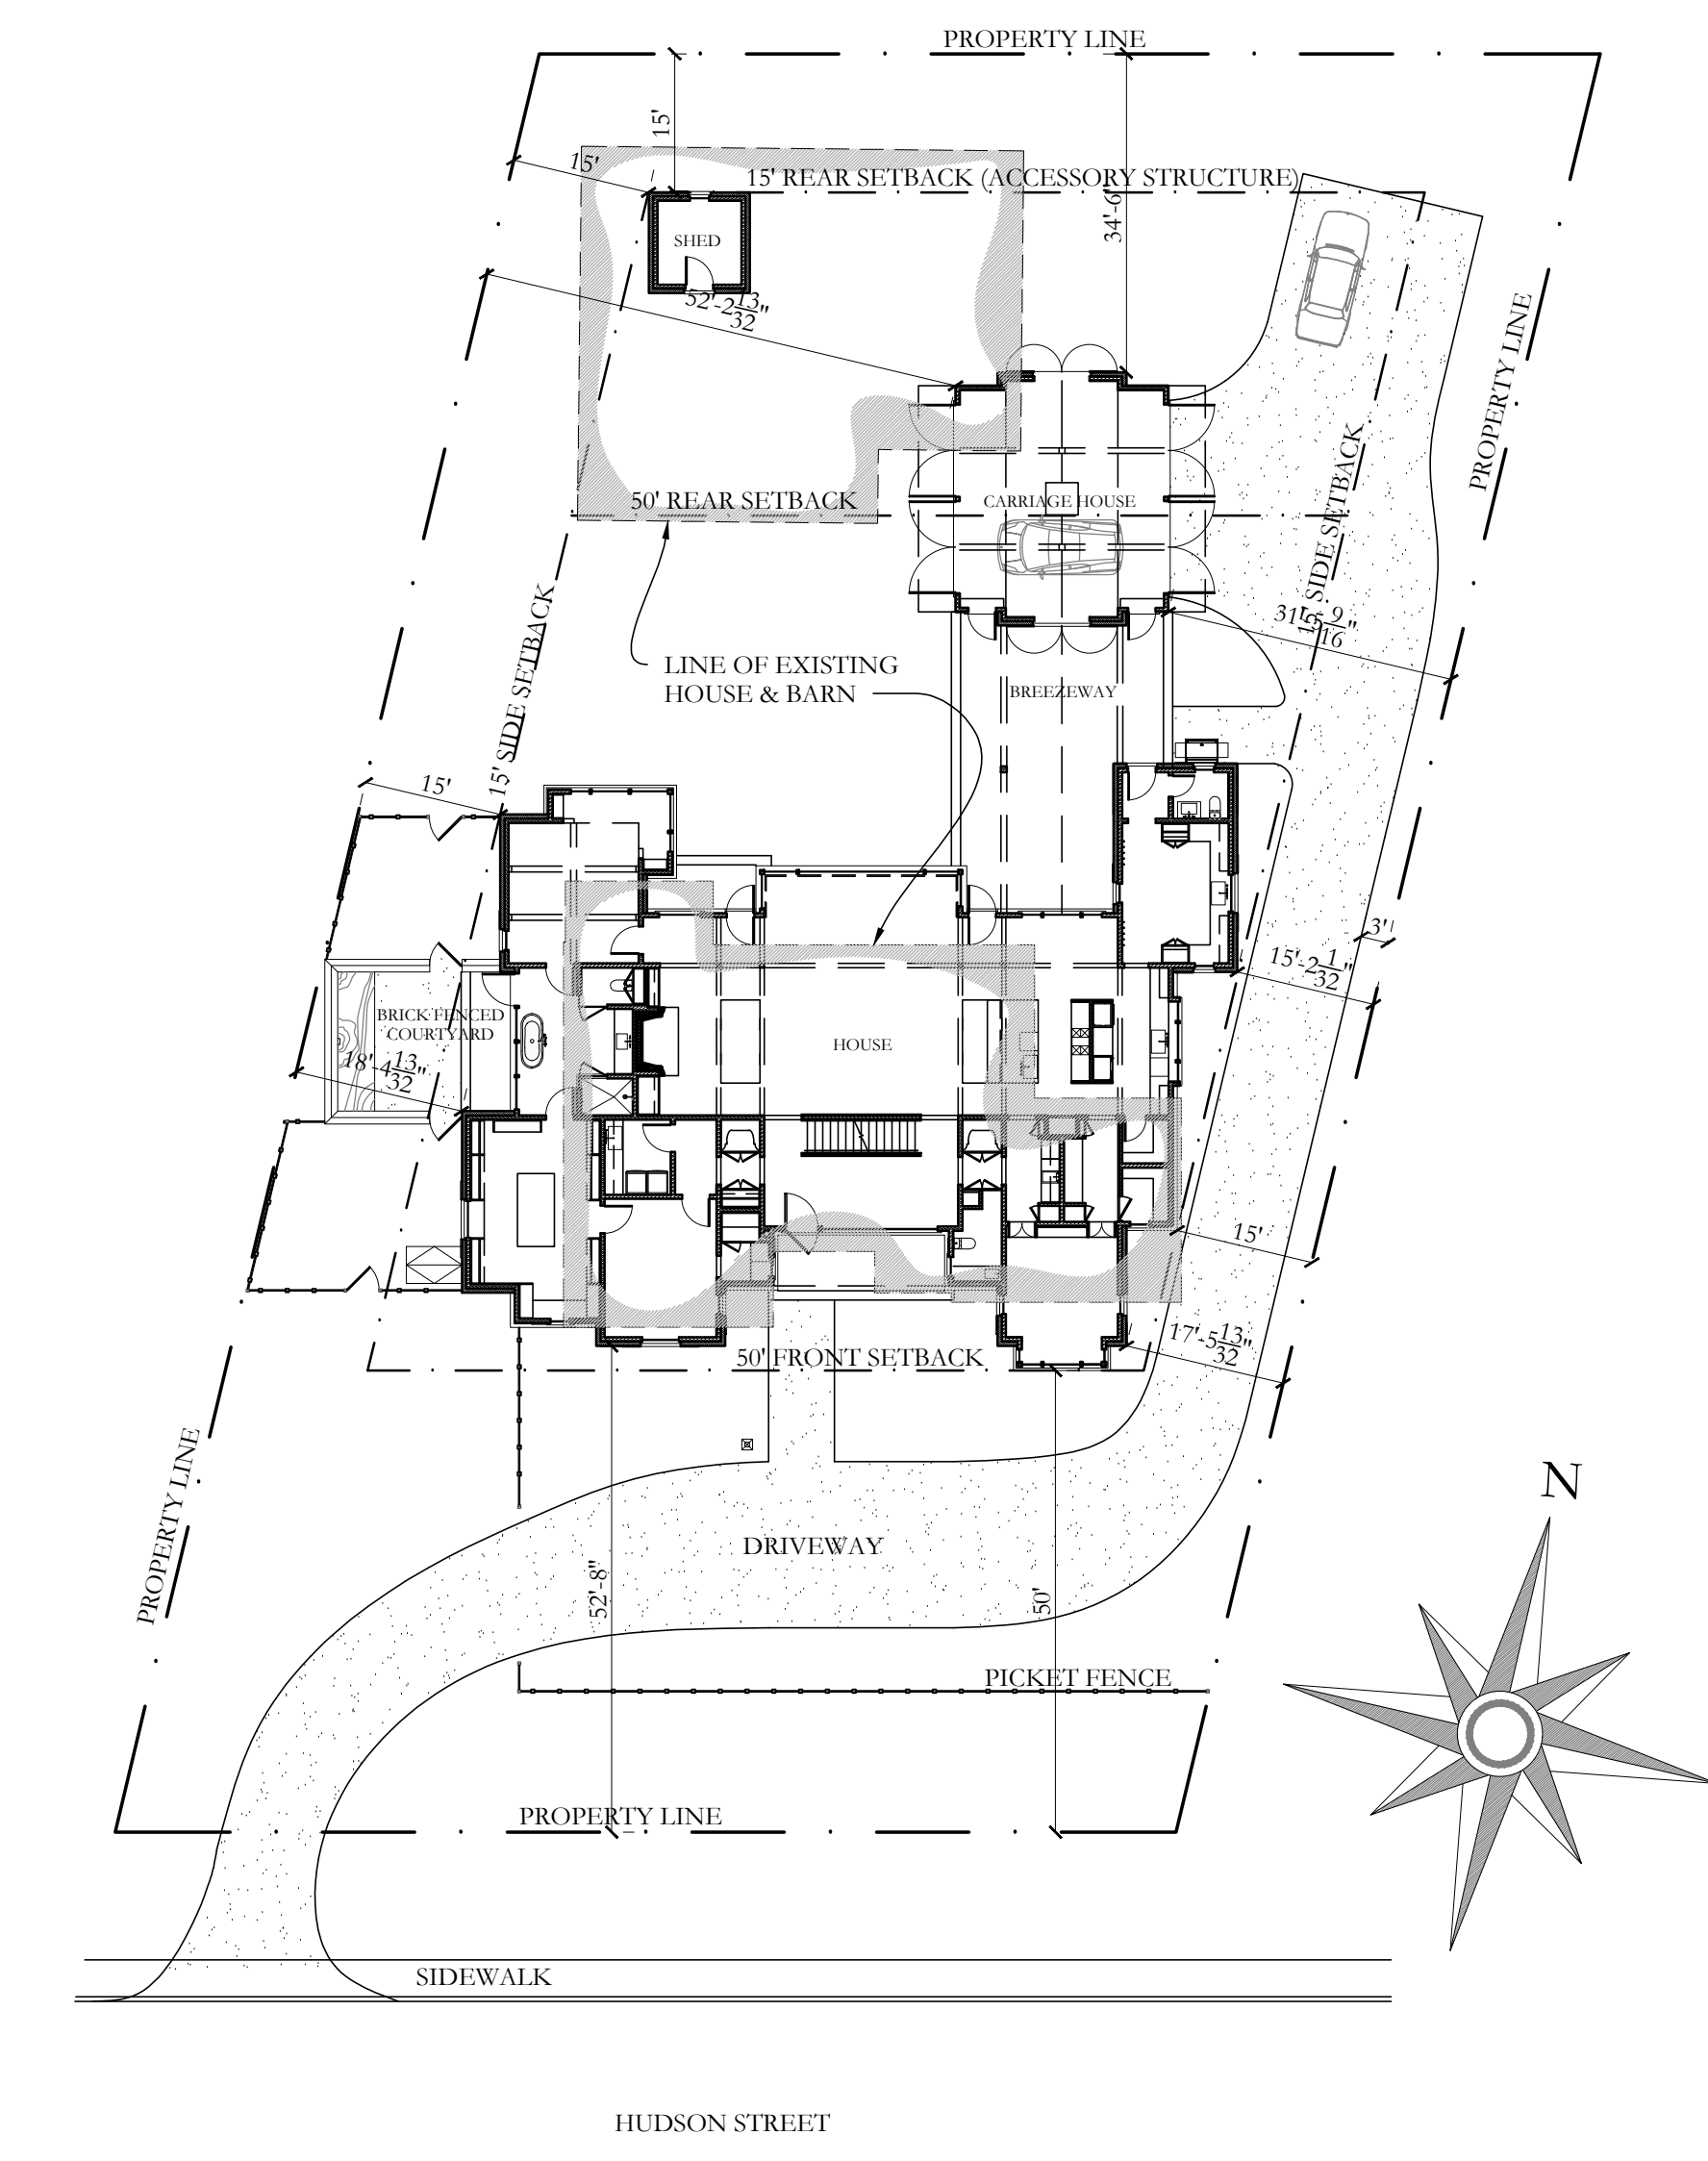 PROPERTY LINE
15'
15'
15' REAR SETBACK (ACCESSORY STRUCTURE)
34'-6"
SHED
52'-2 13/32"
PROPERTY LINE
50' REAR SETBACK
CARRIAGE HOUSE
15' SIDE SETBACK
31'-5 9/16"
LINE OF EXISTING
HOUSE & BARN
BREEZEWAY
15' SIDE SETBACK
15'
3'
15'-2 1/32"
BRICK FENCED
COURTYARD
HOUSE
18'-4 13/32"
15'
17'-5 13/32"
50' FRONT SETBACK
PROPERTY LINE
N
DRIVEWAY
52'-8"
50'
PICKET FENCE
PROPERTY LINE
SIDEWALK
HUDSON STREET